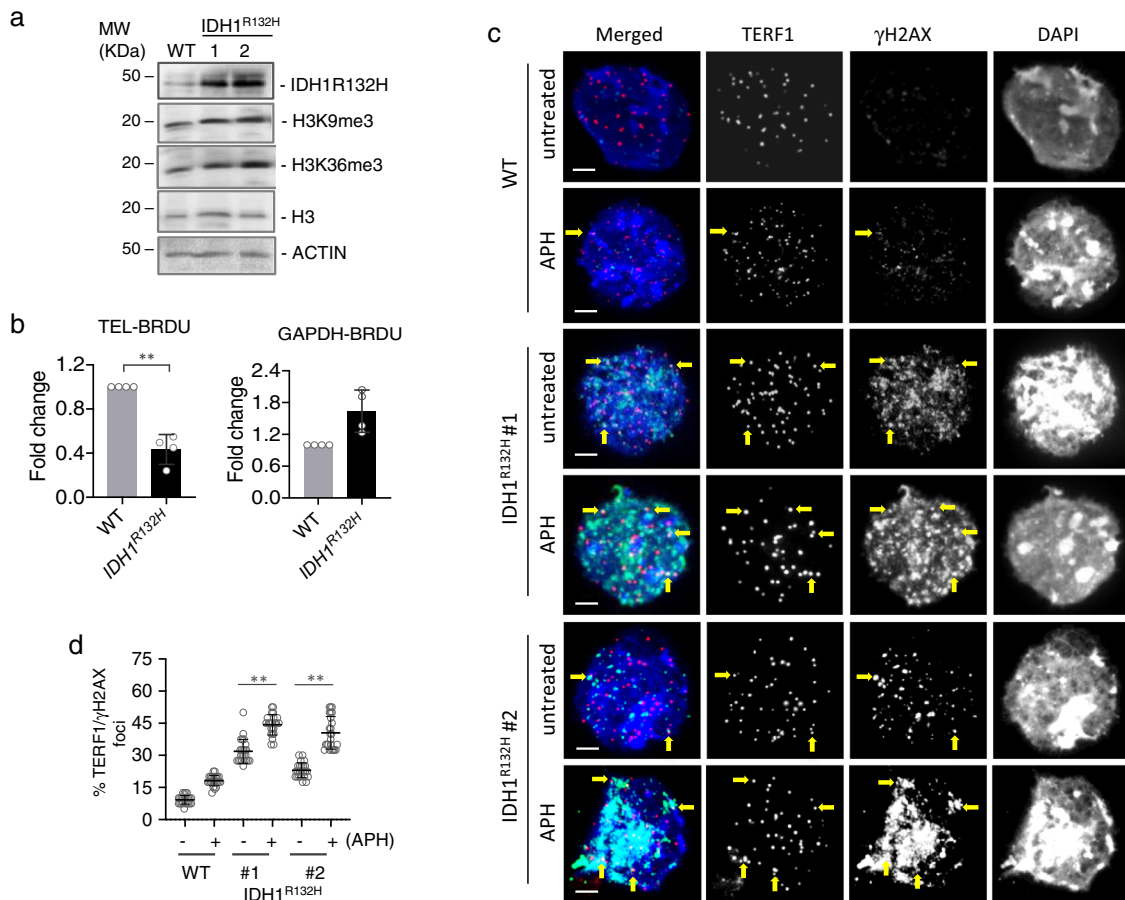 a
MW
(KDa)
WT
IDH1R132H
1 2
50
- IDH1R132H
20
- H3K9me3
20
- H3K36me3
20
- H3
50
- ACTIN
b
TEL-BRDU
Fold change
1.2
0.8
0.4
0.0
**
WT
IDH1R132H
GAPDH-BRDU
Fold change
2.4
1.8
1.2
0.6
0.0
WT
IDH1R132H
c
Merged TERF1 γH2AX DAPI
WT
untreated
APH
IDH1R132H #1
untreated
APH
IDH1R132H #2
untreated
APH
d
% TERF1/γH2AX
foci
75
60
45
30
15
0
** **
- + - + - + (APH)
WT #1 #2
IDH1R132H